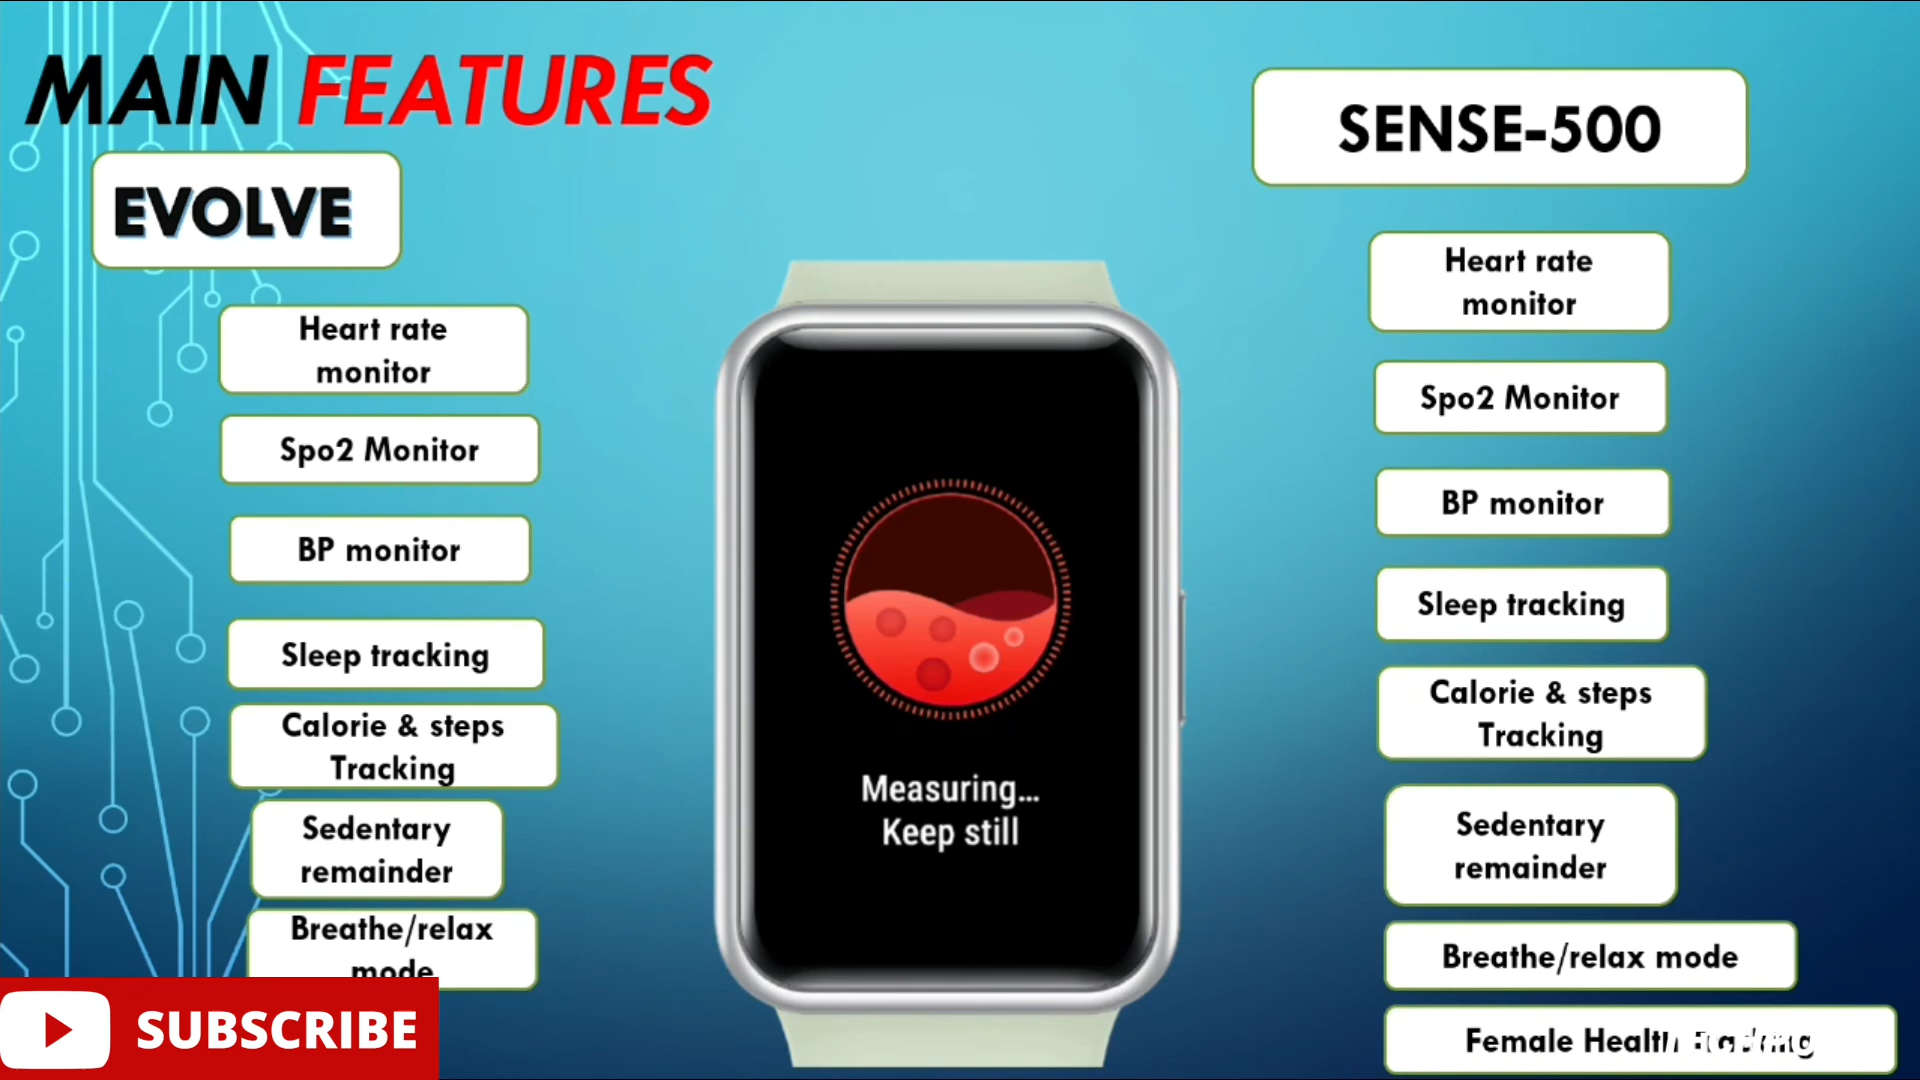 MAIN FEATURES
EVOLVE
Heart rate
monitor
Spo2 Monitor
BP monitor
Sleep tracking
Calorie & steps
Tracking
Sedentary
remainder
Breathe/relax
mode
SUBSCRIBE
Measuring...
Keep still
SENSE-500
Heart rate
monitor
Spo2 Monitor
BP monitor
Sleep tracking
Calorie & steps
Tracking
Sedentary
remainder
Breathe/relax mode
Female Health